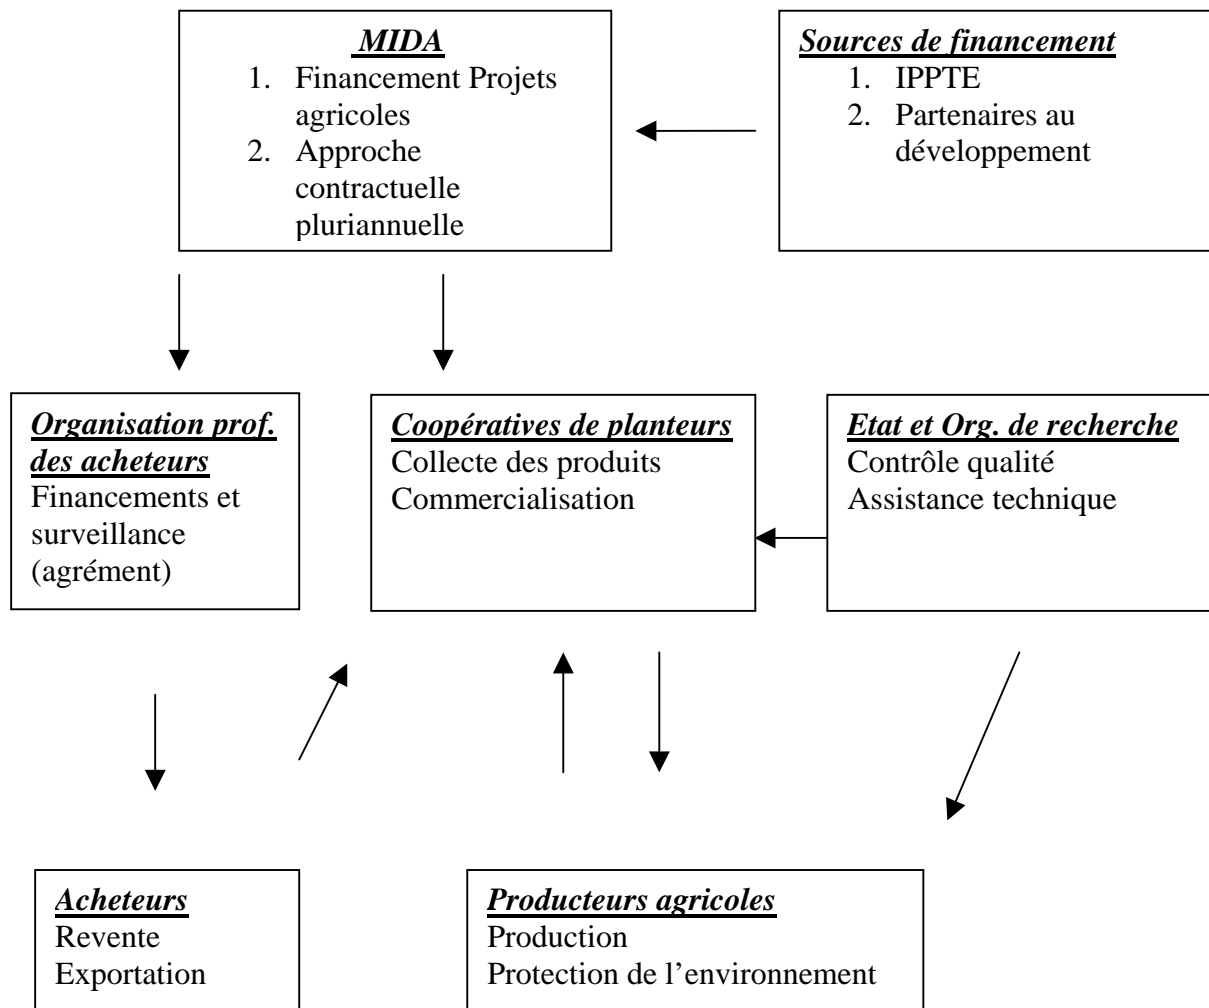 MIDA
1. Financement Projets
agricoles
2. Approche
contractuelle
pluriannuelle
Sources de financement
1. IPPTE
2. Partenaires au
développement
Organisation prof.
des acheteurs
Financements et
surveillance
(agrément)
Coopératives de planteurs
Collecte des produits
Commercialisation
Etat et Org. de recherche
Contrôle qualité
Assistance technique
Acheteurs
Revente
Exportation
Producteurs agricoles
Production
Protection de l’environnement